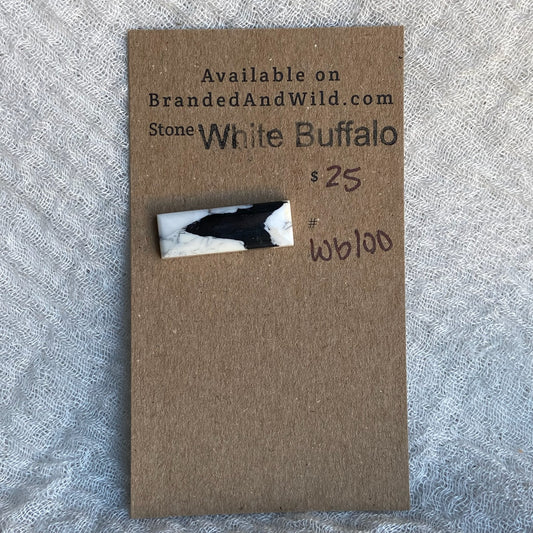 Available on
BrandedAndWild.com
Stone White Buffalo
$ 25
#
Wb100